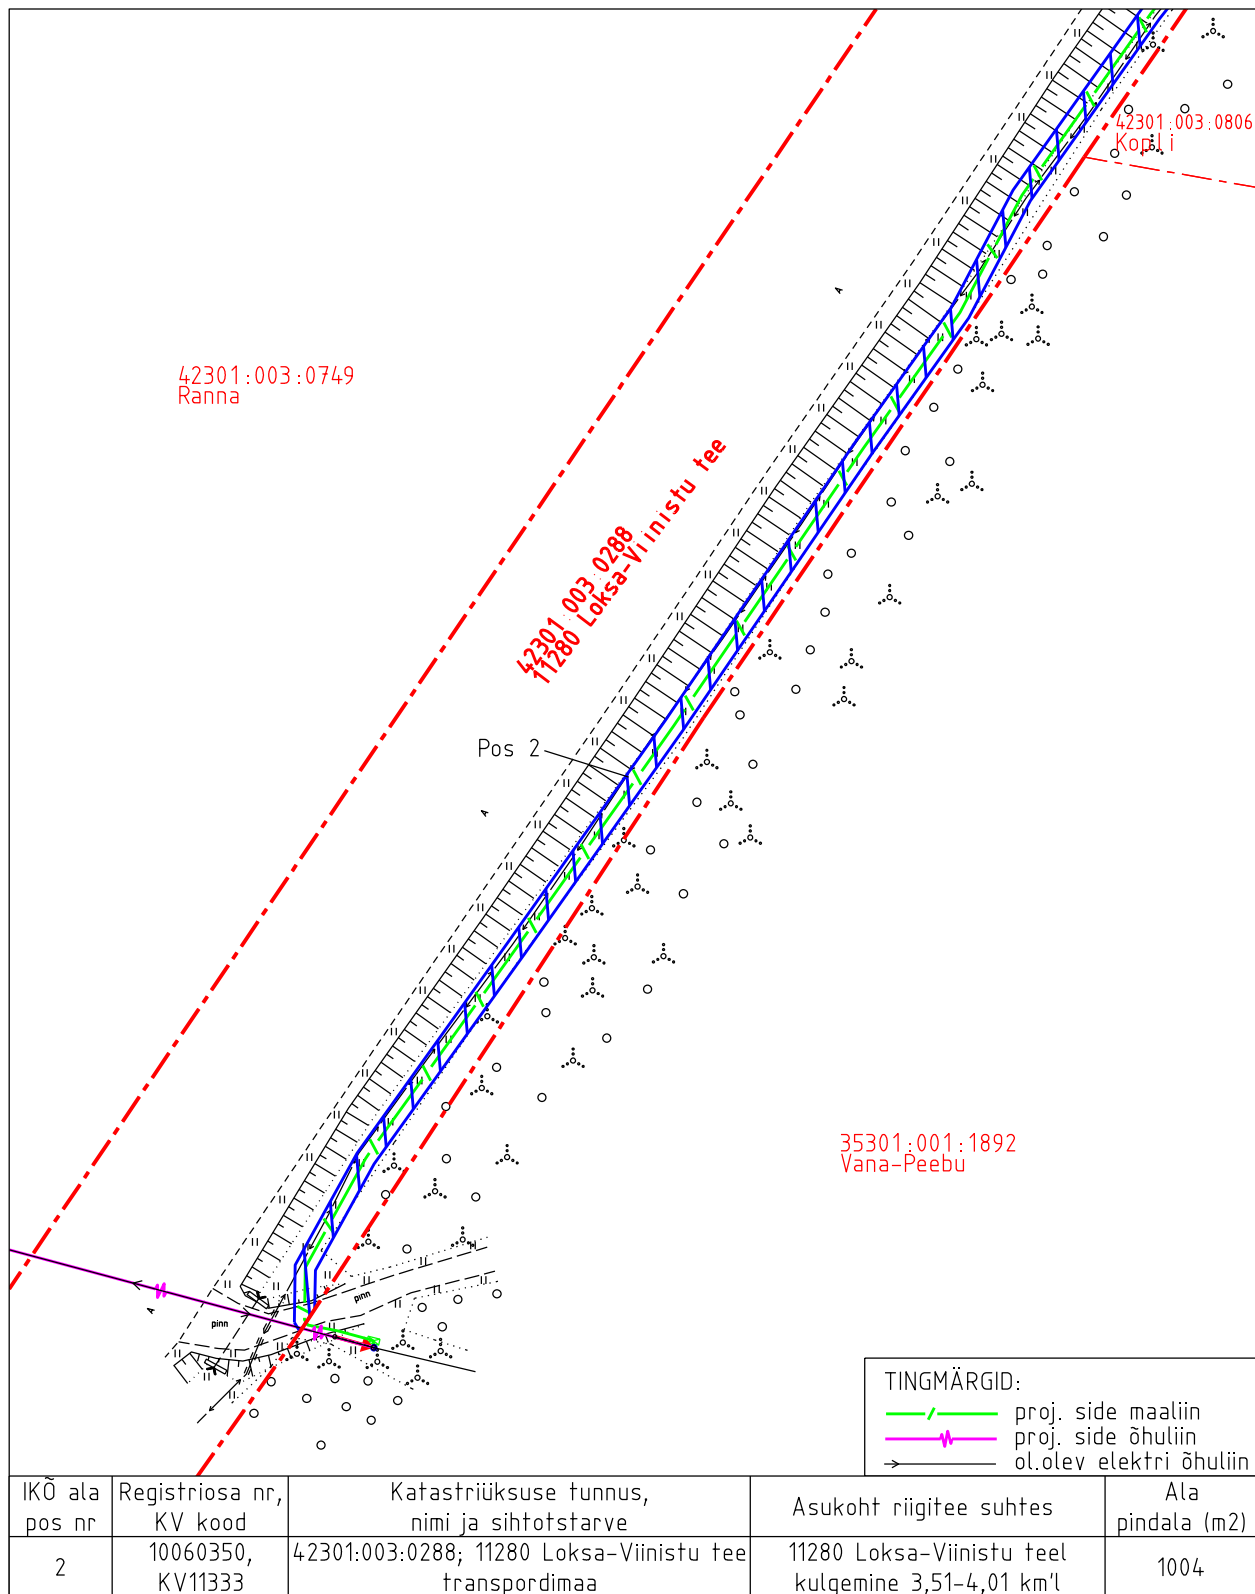 42301:003:0806
Kopli
42301:003:0749
Ranna
42301:003:0288
11280 Loksa-Viinistu tee
Pos 2
35301:001:1892
Vana-Peebu
A
A
A
pinn
pinn
TINGMÄRGID:
proj. side maaliin
proj. side õhuliin
ol.olev elektri õhuliin
IKÕ ala pos nr
Registriosa nr, KV kood
Katastriüksuse tunnus, nimi ja sihtotstarve
Asukoht riigitee suhtes
Ala pindala (m2)
2
10060350, KV11333
42301:003:0288; 11280 Loksa-Viinistu tee transpordimaa
11280 Loksa-Viinistu teel kulgemine 3,51-4,01 km'l
1004